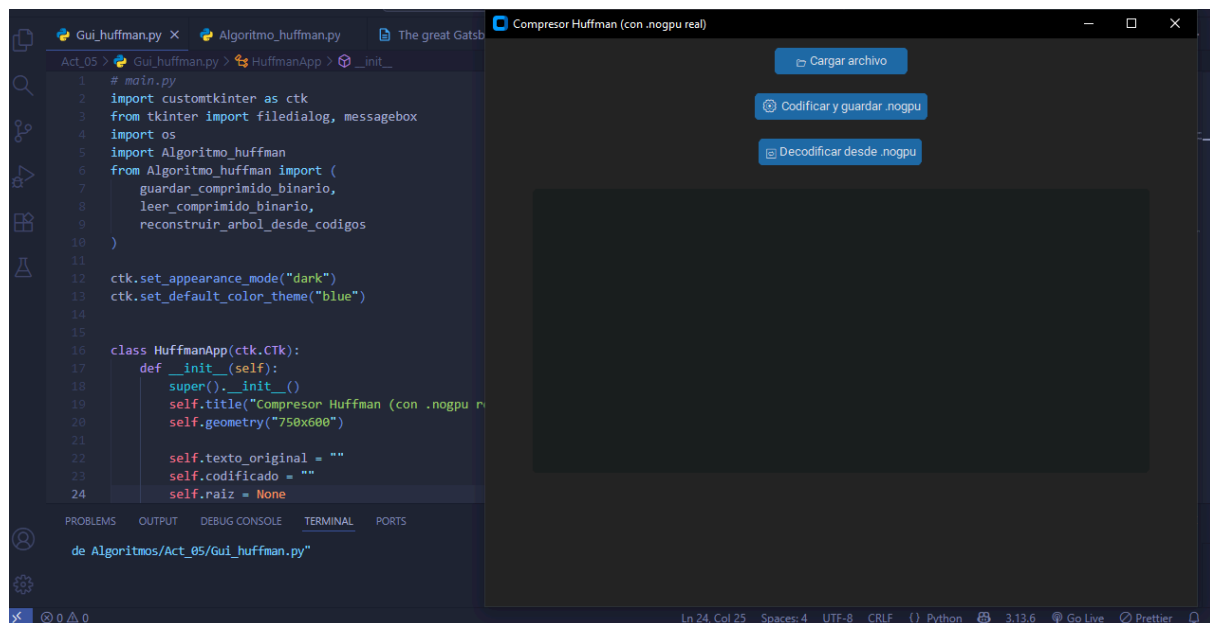 Gui_huffman.py
Algoritmo_huffman.py
The great Gatsb
Act_05 > Gui_huffman.py > HuffmanApp > __init__
1 # main.py
2 import customtkinter as ctk
3 from tkinter import filedialog, messagebox
4 import os
5 import Algoritmo_huffman
6 from Algoritmo_huffman import (
7 guardar_comprimido_binario,
8 leer_comprimido_binario,
9 reconstruir_arbol_desde_codigos
10 )
11
12 ctk.set_appearance_mode("dark")
13 ctk.set_default_color_theme("blue")
14
15
16 class HuffmanApp(ctk.CTk):
17 def __init__(self):
18 super().__init__()
19 self.title("Compresor Huffman (con .nogpu r
20 self.geometry("750x600")
21
22 self.texto_original = ""
23 self.codificado = ""
24 self.raiz = None
PROBLEMS OUTPUT DEBUG CONSOLE TERMINAL PORTS
de Algoritmos/Act_05/Gui_huffman.py"
Compresor Huffman (con .nogpu real)
Cargar archivo
Codificar y guardar .nogpu
Decodificar desde .nogpu
0 0 Ln 24, Col 25 Spaces: 4 UTF-8 CRLF {} Python 3.13.6 Go Live Prettier